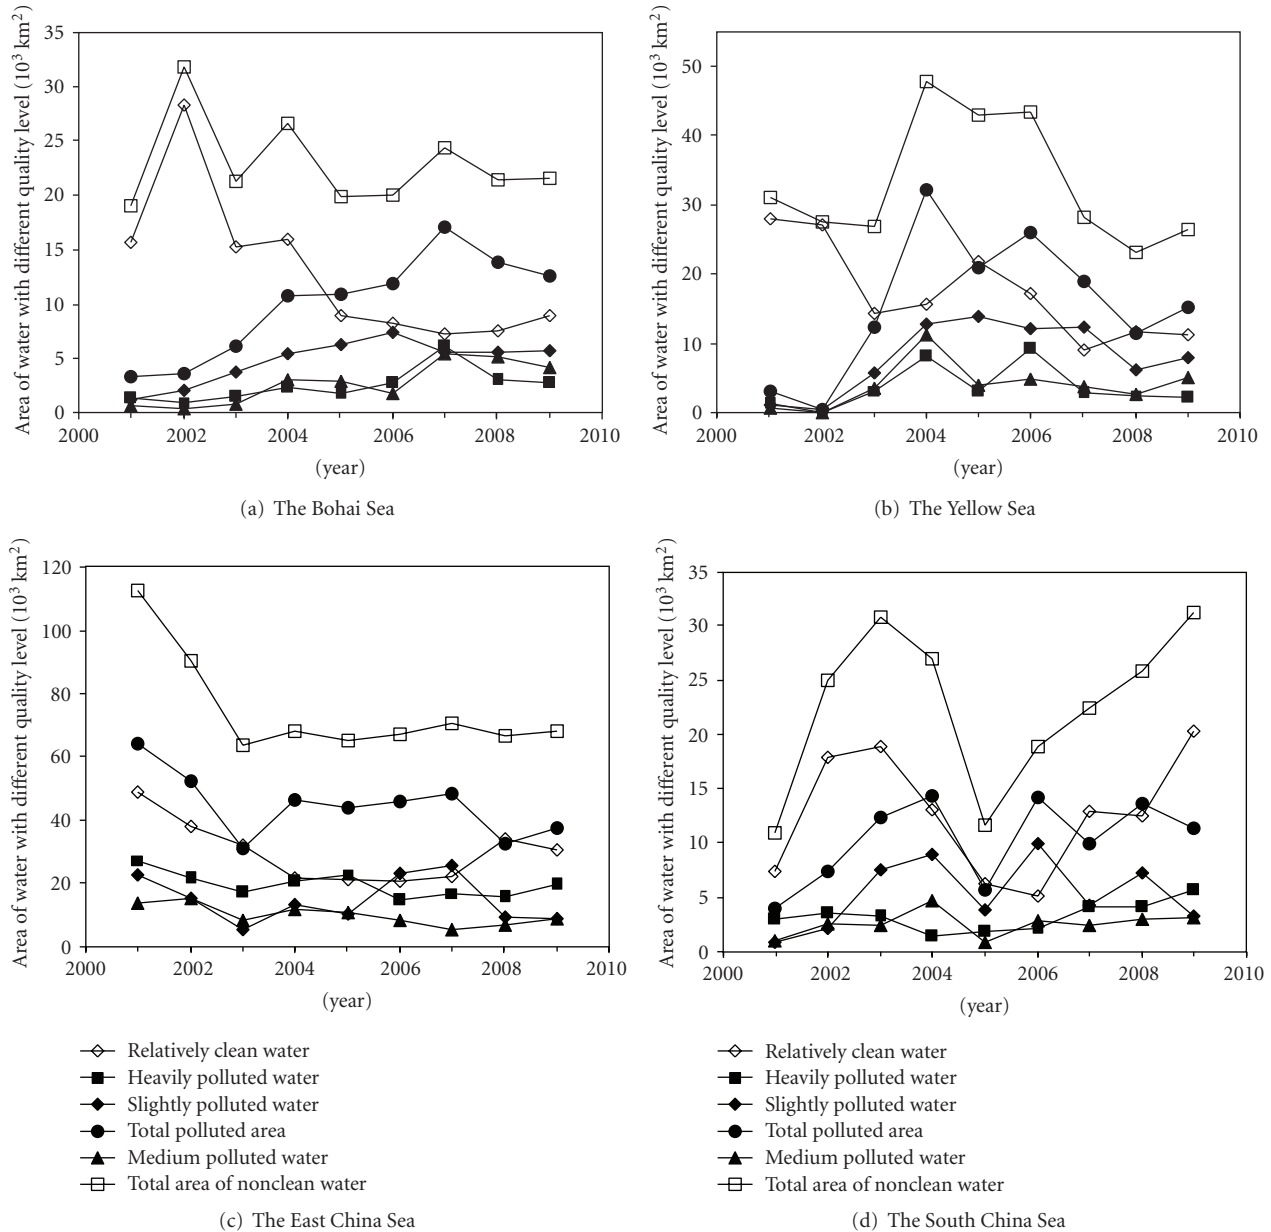 Area of water with different quality level (10³ km²)
35
30
25
20
15
10
5
0
2000 2002 2004 2006 2008 2010
(year)
(a) The Bohai Sea
Area of water with different quality level (10³ km²)
50
40
30
20
10
0
2000 2002 2004 2006 2008 2010
(year)
(b) The Yellow Sea
Area of water with different quality level (10³ km²)
120
100
80
60
40
20
0
2000 2002 2004 2006 2008 2010
(year)
Relatively clean water
Heavily polluted water
Slightly polluted water
Total polluted area
Medium polluted water
Total area of nonclean water
(c) The East China Sea
Area of water with different quality level (10³ km²)
35
30
25
20
15
10
5
0
2000 2002 2004 2006 2008 2010
(year)
Relatively clean water
Heavily polluted water
Slightly polluted water
Total polluted area
Medium polluted water
Total area of nonclean water
(d) The South China Sea